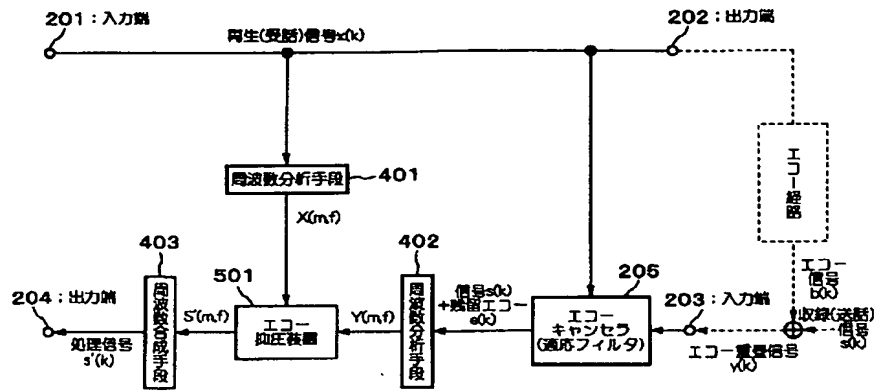 201：入力端
再生(受話)信号x(k)
202：出力端
エコー経路
周波数分析手段
401
X(m,f)
403
501
402
205
エコー信号b(k)
204：出力端
処理信号s'(k)
周波数合成手段
S'(m,f)
エコー
抑圧装置
Y(m,f)
周波数分析手段
信号s(k)
+残留エコー
e(k)
エコー
キャンセラ
(適応フィルタ)
203：入力端
エコー重畳信号
y(k)
収録(送話)
信号
s(k)